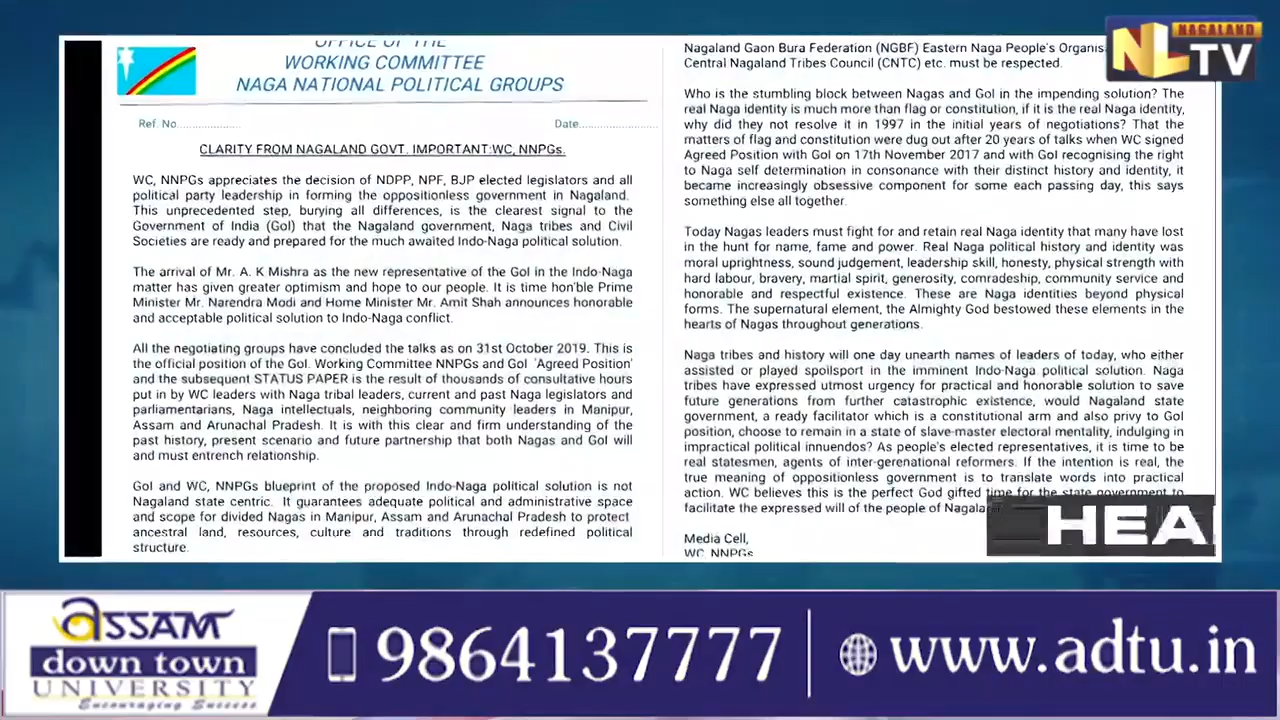 OFFICE OF THE
WORKING COMMITTEE
NAGA NATIONAL POLITICAL GROUPS
Ref. No.....................
Date.........................
CLARITY FROM NAGALAND GOVT. IMPORTANT:WC, NNPGs.
WC, NNPGs appreciates the decision of NDPP, NPF, BJP elected legislators and all
political party leadership in forming the oppositionless government in Nagaland.
This unprecedented step, burying all differences, is the clearest signal to the
Government of India (GoI) that the Nagaland government, Naga tribes and Civil
Societies are ready and prepared for the much awaited Indo-Naga political solution.
The arrival of Mr. A. K Mishra as the new representative of the GoI in the Indo-Naga
matter has given greater optimism and hope to our people. It is time hon'ble Prime
Minister Mr. Narendra Modi and Home Minister Mr. Amit Shah announces honorable
and acceptable political solution to Indo-Naga conflict.
All the negotiating groups have concluded the talks as on 31st October 2019. This is
the official position of the GoI. Working Committee NNPGs and GoI 'Agreed Position'
and the subsequent STATUS PAPER is the result of thousands of consultative hours
put in by WC leaders with Naga tribal leaders, current and past Naga legislators and
parliamentarians, Naga intellectuals, neighboring community leaders in Manipur,
Assam and Arunachal Pradesh. It is with this clear and firm understanding of the
past history, present scenario and future partnership that both Nagas and GoI will
and must entrench relationship.
GoI and WC, NNPGs blueprint of the proposed Indo-Naga political solution is not
Nagaland state centric. It guarantees adequate political and administrative space
and scope for divided Nagas in Manipur, Assam and Arunachal Pradesh to protect
ancestral land, resources, culture and traditions through redefined political
structure.
Nagaland Gaon Bura Federation (NGBF) Eastern Naga People's
Central Nagaland Tribes Council (CNTC) etc. must be respected.
Who is the stumbling block between Nagas and GoI in the impending solution? The
real Naga identity is much more than flag or constitution, if it is the real Naga identity,
why did they not resolve it in 1997 in the initial years of negotiations? That the
matters of flag and constitution were dug out after 20 years of talks when WC signed
Agreed Position with GoI on 17th November 2017 and with GoI recognising the right
to Naga self determination in consonance with their distinct history and identity, it
became increasingly obsessive component for some each passing day, this says
something else all together.
Today Nagas leaders must fight for and retain real Naga identity that many have lost
in the hunt for name, fame and power. Real Naga political history and identity was
moral uprightness, sound judgement, leadership skill, honesty, physical strength with
hard labour, bravery, martial spirit, generosity, comradeship, community service and
honorable and respectful existence. These are Naga identities beyond physical
forms. The supernatural element, the Almighty God bestowed these elements in the
hearts of Nagas throughout generations.
Naga tribes and history will one day unearth names of leaders of today, who either
assisted or played spoilsport in the imminent Indo-Naga political solution. Naga
tribes have expressed utmost urgency for practical and honorable solution to save
future generations from further catastrophic existence, would Nagaland state
government, a ready facilitator which is a constitutional arm and also privy to GoI
position, choose to remain in a state of slave-master electoral mentality, indulging in
impractical political innuendos? As people's elected representatives, it is time to be
real statesmen, agents of inter-gerenational reformers. If the intention is real, the
true meaning of oppositionless government is to translate words into practical
action. WC believes this is the perfect God gifted time for the state government to
facilitate the expressed will of the people of
Media Cell,
WC, NNPGs
NAGALAND
NL TV
HEA
ASSAM
down town
UNIVERSITY
Encouraging Success
9864137777
www.adtu.in